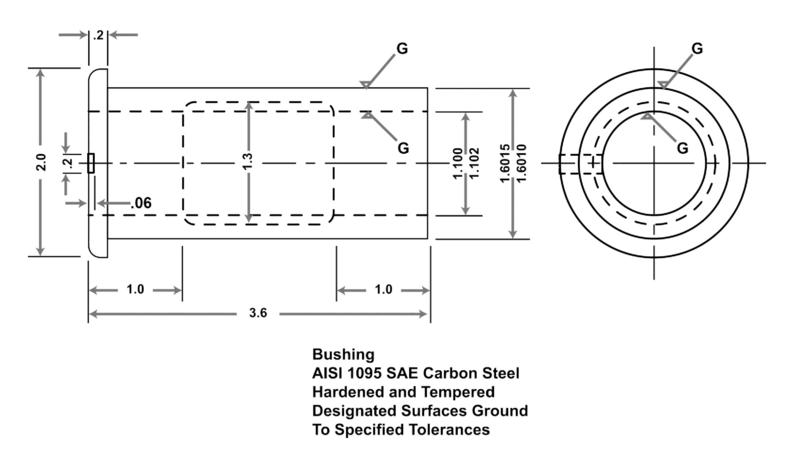 .2
G
G
G
G
2.0
.2
1.3
1.100
1.102
1.6015
1.6010
.06
1.0
1.0
3.6
Bushing
AISI 1095 SAE Carbon Steel
Hardened and Tempered
Designated Surfaces Ground
To Specified Tolerances